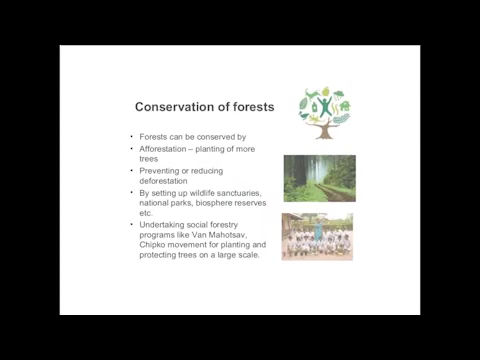 Conservation of forests
• Forests can be conserved by
• Afforestation – planting of more
trees
• Preventing or reducing
deforestation
• By setting up wildlife sanctuaries,
national parks, biosphere reserves
etc.
• Undertaking social forestry
programs like Van Mahotsav,
Chipko movement for planting and
protecting trees on a large scale.